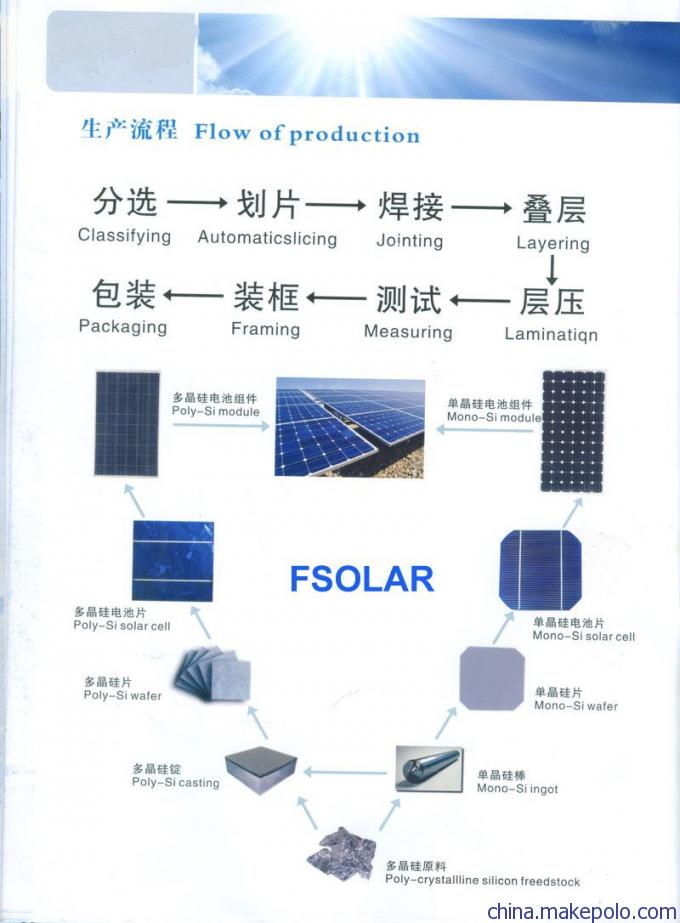 生产流程 Flow of production
分选 划片 焊接 叠层
Classifying Automaticslicing Jointing Layering
包装 装框 测试 层压
Packaging Framing Measuring Laminatiqn
多晶硅电池组件
Poly-Si module
单晶硅电池组件
Mono-Si module
FSOLAR
多晶硅电池片
Poly-Si solar cell
单晶硅电池片
Mono-Si solar cell
多晶硅片
Poly-Si wafer
单晶硅片
Mono-Si wafer
多晶硅锭
Poly-Si casting
单晶硅棒
Mono-Si ingot
多晶硅原料
Poly-crystallline silicon freedstock
china.makepolo.com